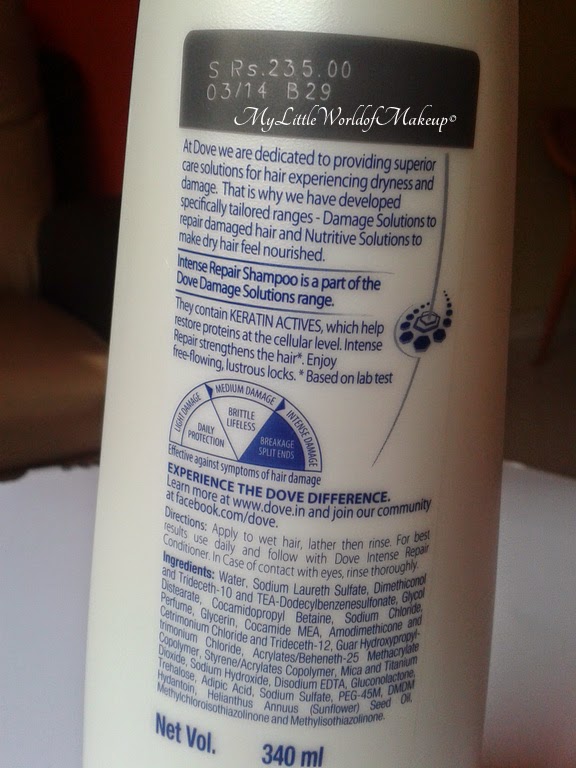 S Rs.235.00
03/14 B29
MyLittleWorldofMakeup©
At Dove we are dedicated to providing superior
care solutions for hair experiencing dryness and
damage. That is why we have developed
specifically tailored ranges - Damage Solutions to
repair damaged hair and Nutritive Solutions to
make dry hair feel nourished.
Intense Repair Shampoo is a part of the
Dove Damage Solutions range.
They contain KERATIN ACTIVES, which help
restore proteins at the cellular level. Intense
Repair strengthens the hair*. Enjoy
free-flowing, lustrous locks. * Based on lab test
LIGHT DAMAGE
MEDIUM DAMAGE
INTENSE DAMAGE
DAILY
PROTECTION
BRITTLE
LIFELESS
BREAKAGE
SPLIT ENDS
Effective against symptoms of hair damage
EXPERIENCE THE DOVE DIFFERENCE.
Learn more at www.dove.in and join our community
at facebook.com/dove.
Directions: Apply to wet hair, lather then rinse. For best
results use daily and follow with Dove Intense Repair
Conditioner. In Case of contact with eyes, rinse thoroughly.
Ingredients: Water, Sodium Laureth Sulfate, Dimethiconol
and Trideceth-10 and TEA-Dodecylbenzenesulfonate, Glycol
Distearate, Cocamidopropyl Betaine, Sodium Chloride,
Perfume, Glycerin, Cocamide MEA, Amodimethicone and
Cetrimonium Chloride and Trideceth-12, Guar Hydroxypropyl-
trimonium Chloride, Acrylates/Beheneth-25 Methacrylate
Copolymer, Styrene/Acrylates Copolymer, Mica and Titanium
Dioxide, Sodium Hydroxide, Disodium EDTA, Gluconolactone,
Trehalose, Adipic Acid, Sodium Sulfate, PEG-45M, DMDM
Hydantoin, Helianthus Annuus (Sunflower) Seed Oil,
Methylchloroisothiazolinone and Methylisothiazolinone.
Net Vol. 340 ml